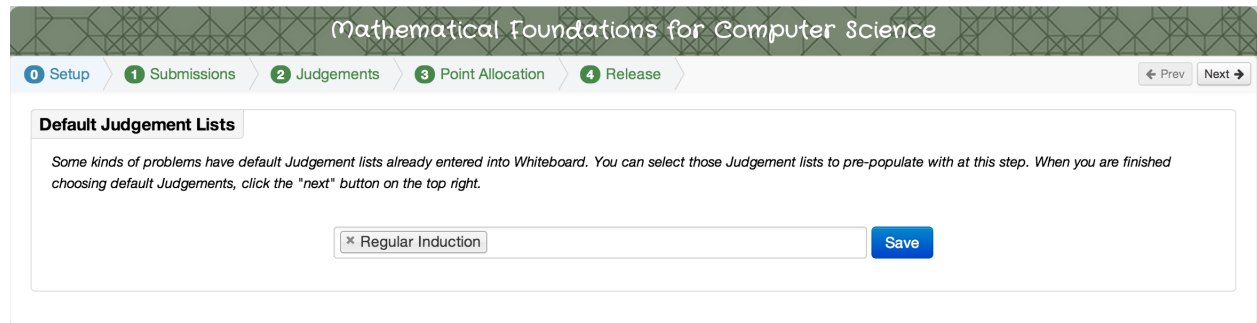 Mathematical Foundations for Computer Science
0 Setup 1 Submissions 2 Judgements 3 Point Allocation 4 Release ← Prev Next →
Default Judgement Lists
Some kinds of problems have default Judgement lists already entered into Whiteboard. You can select those Judgement lists to pre-populate with at this step. When you are finished
choosing default Judgements, click the "next" button on the top right.
× Regular Induction Save